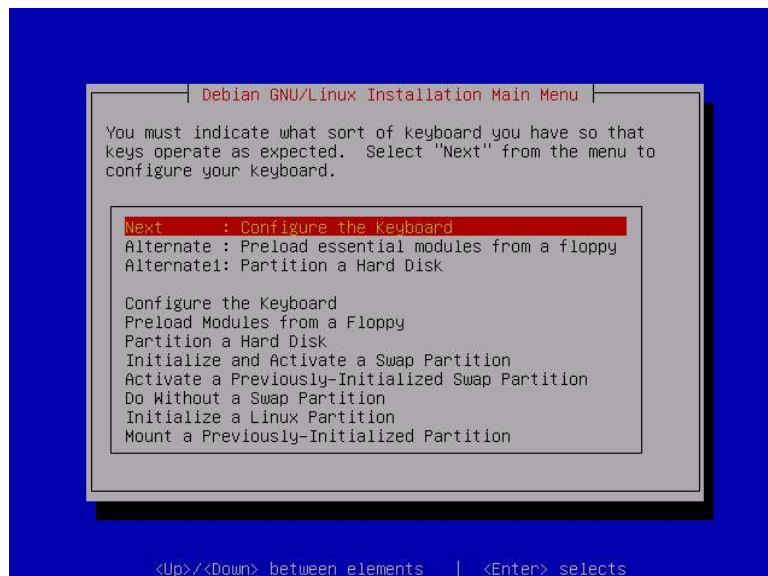 Debian GNU/Linux Installation Main Menu
You must indicate what sort of keyboard you have so that
keys operate as expected.  Select "Next" from the menu to
configure your keyboard.
Next      : Configure the Keyboard
Alternate : Preload essential modules from a floppy
Alternate1: Partition a Hard Disk
Configure the Keyboard
Preload Modules from a Floppy
Partition a Hard Disk
Initialize and Activate a Swap Partition
Activate a Previously-Initialized Swap Partition
Do Without a Swap Partition
Initialize a Linux Partition
Mount a Previously-Initialized Partition
<Up>/<Down> between elements   |  <Enter> selects